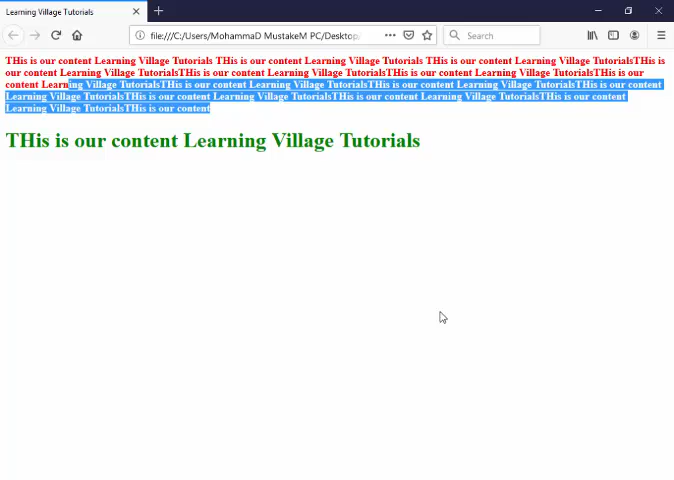 Learning Village Tutorials
file:///C:/Users/MohammaD MustakeM PC/Desktop/
Search
THis is our content Learning Village Tutorials THis is our content Learning Village Tutorials THis is our content Learning Village TutorialsTHis is
our content Learning Village TutorialsTHis is our content Learning Village TutorialsTHis is our content Learning Village TutorialsTHis is our
content Learning Village TutorialsTHis is our content Learning Village TutorialsTHis is our content Learning Village TutorialsTHis is our content
Learning Village TutorialsTHis is our content Learning Village TutorialsTHis is our content Learning Village TutorialsTHis is our content
Learning Village TutorialsTHis is our content
THis is our content Learning Village Tutorials